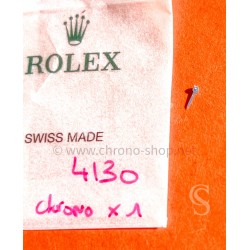 ROLEX
© www.chrono-shop.net
SWISS MADE
4130
chrono x 1
S